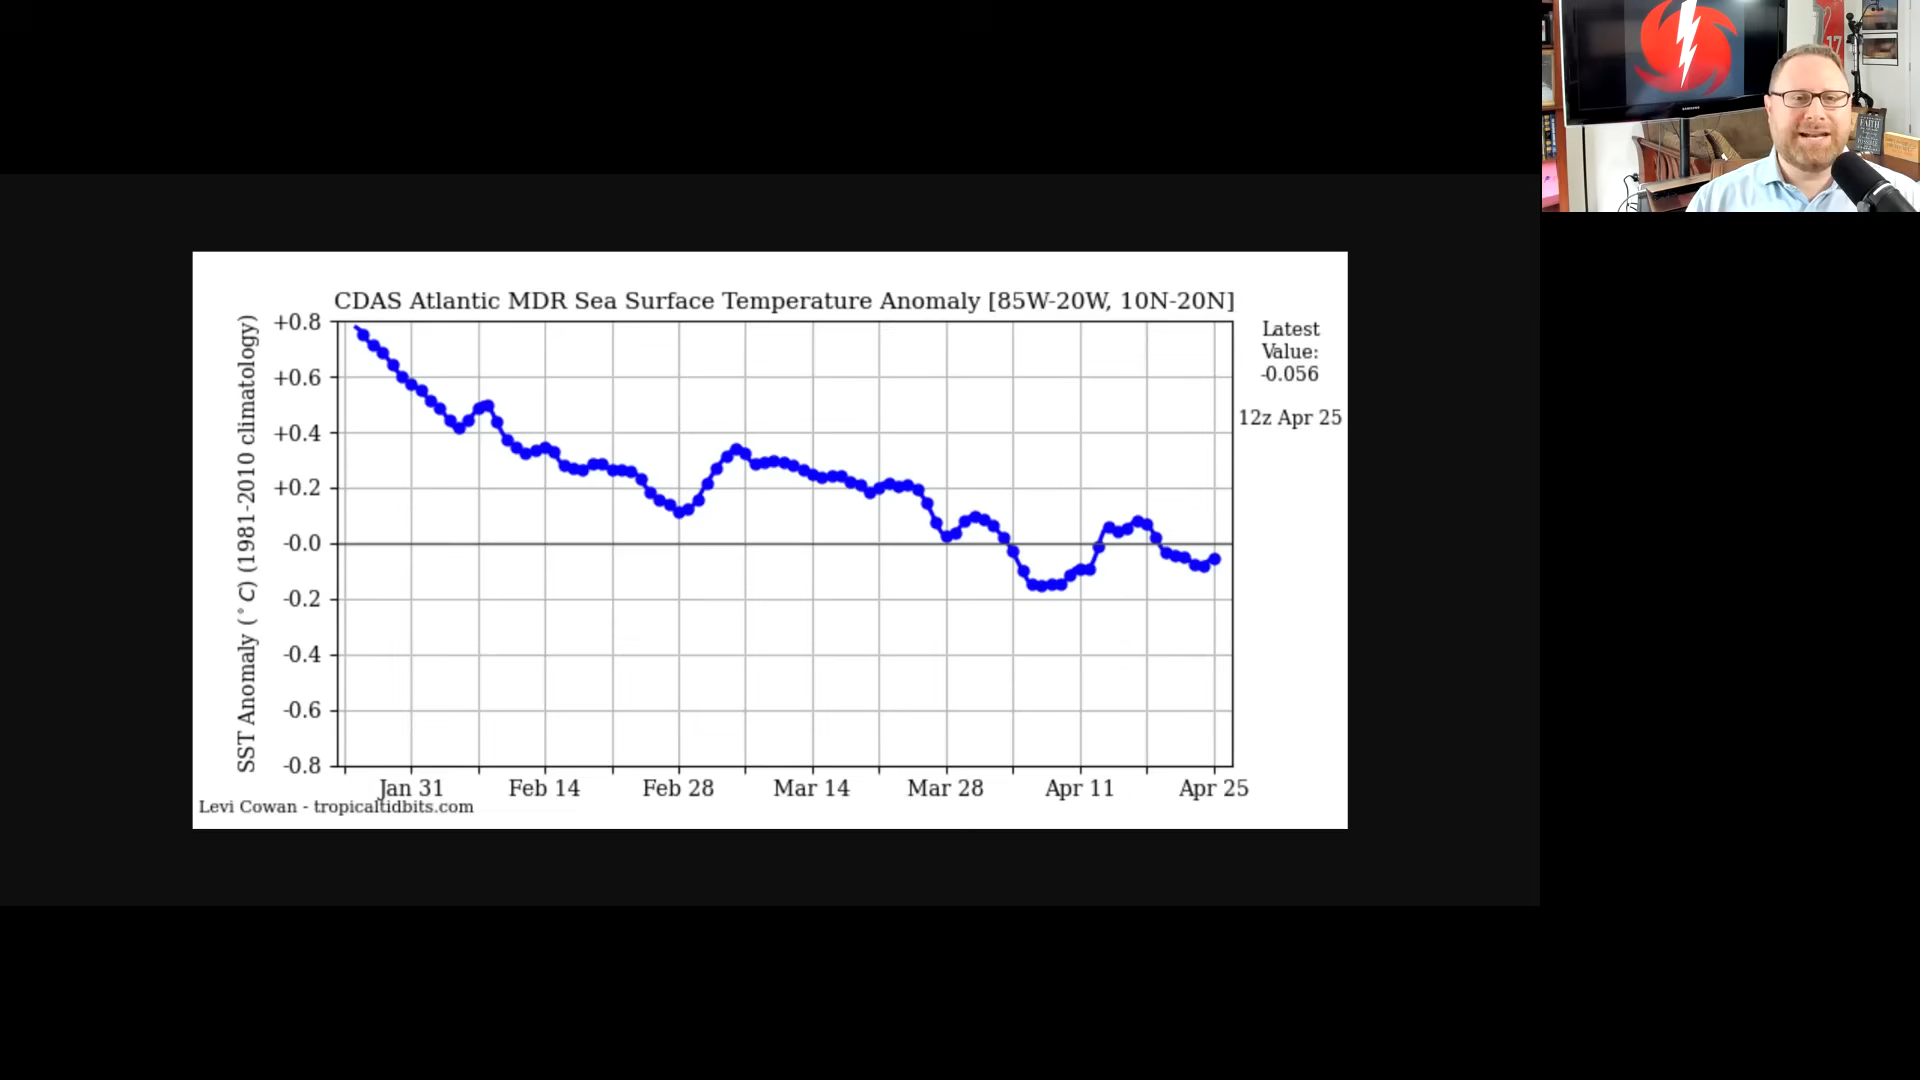 CDAS Atlantic MDR Sea Surface Temperature Anomaly [85W-20W, 10N-20N]
SST Anomaly (°C) (1981-2010 climatology)
+0.8
+0.6
+0.4
+0.2
-0.0
-0.2
-0.4
-0.6
-0.8
Jan 31
Feb 14
Feb 28
Mar 14
Mar 28
Apr 11
Apr 25
Latest
Value:
-0.056
12z Apr 25
Levi Cowan - tropicaltidbits.com
SAMSUNG
17
FAITH